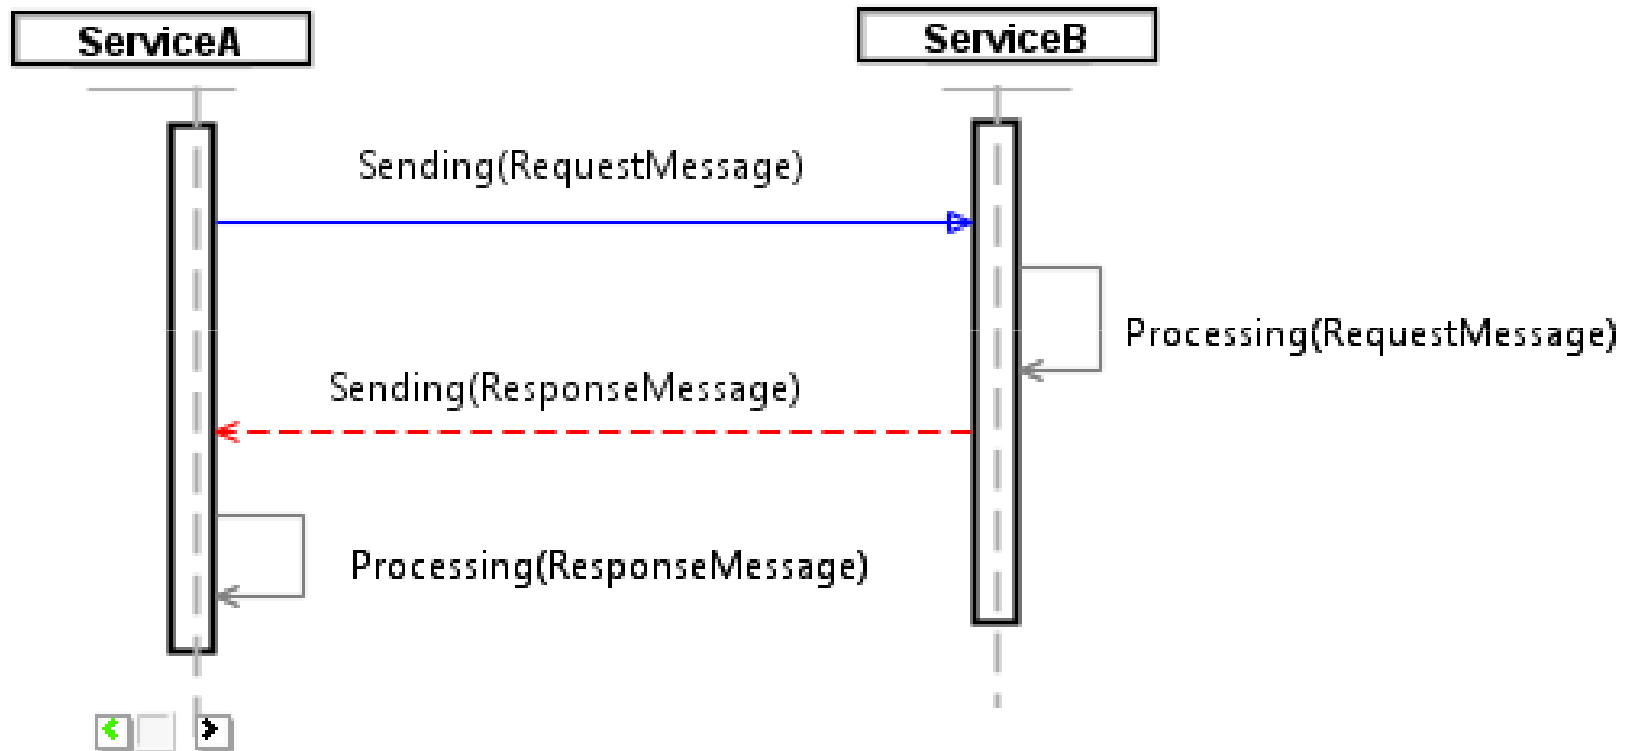 ServiceA
ServiceB
Sending(RequestMessage)
Processing(RequestMessage)
Sending(ResponseMessage)
Processing(ResponseMessage)